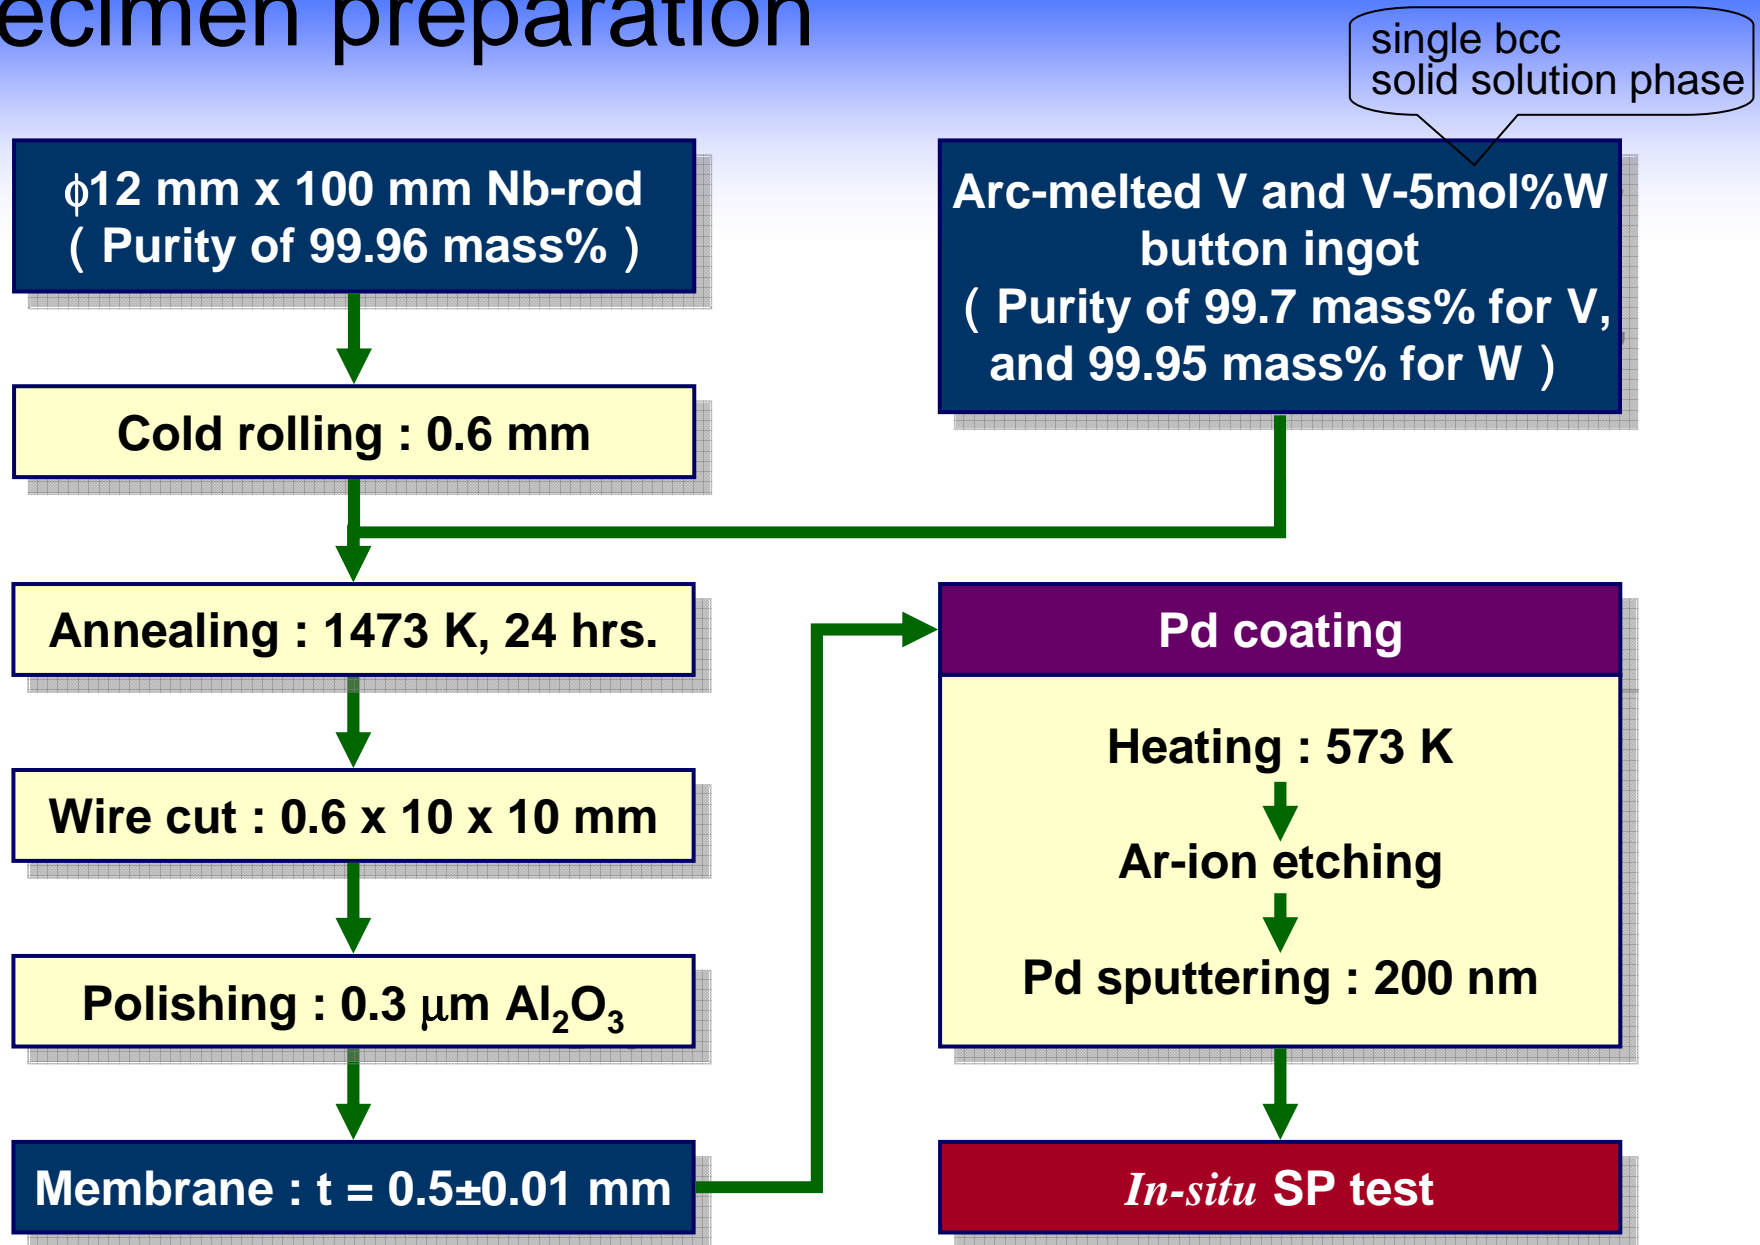 ecimen preparation
single bcc
solid solution phase
ϕ12 mm x 100 mm Nb-rod
( Purity of 99.96 mass% )
Arc-melted V and V-5mol%W
button ingot
( Purity of 99.7 mass% for V,
and 99.95 mass% for W )
Cold rolling : 0.6 mm
Annealing : 1473 K, 24 hrs.
Wire cut : 0.6 x 10 x 10 mm
Polishing : 0.3 μm Al₂O₃
Membrane : t = 0.5±0.01 mm
Pd coating
Heating : 573 K
Ar-ion etching
Pd sputtering : 200 nm
In-situ SP test